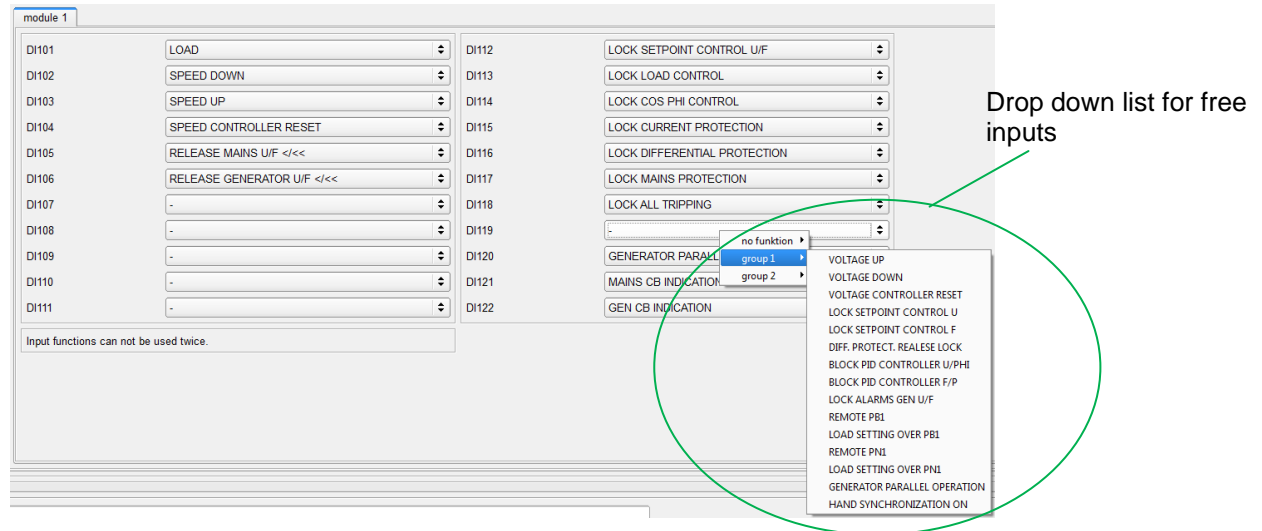 module 1
DI101 LOAD DI112 LOCK SETPOINT CONTROL U/F
DI102 SPEED DOWN DI113 LOCK LOAD CONTROL
DI103 SPEED UP DI114 LOCK COS PHI CONTROL
DI104 SPEED CONTROLLER RESET DI115 LOCK CURRENT PROTECTION
DI105 RELEASE MAINS U/F </<< DI116 LOCK DIFFERENTIAL PROTECTION
DI106 RELEASE GENERATOR U/F </<< DI117 LOCK MAINS PROTECTION
DI107 - DI118 LOCK ALL TRIPPING
DI108 - DI119 -
DI109 - DI120 GENERATOR PARALL
DI110 - DI121 MAINS CB INDICATION
DI111 - DI122 GEN CB INDICATION
Input functions can not be used twice.
no funktion
group 1
group 2
VOLTAGE UP
VOLTAGE DOWN
VOLTAGE CONTROLLER RESET
LOCK SETPOINT CONTROL U
LOCK SETPOINT CONTROL F
DIFF. PROTECT. REALESE LOCK
BLOCK PID CONTROLLER U/PHI
BLOCK PID CONTROLLER F/P
LOCK ALARMS GEN U/F
REMOTE PB1
LOAD SETTING OVER PB1
REMOTE PN1
LOAD SETTING OVER PN1
GENERATOR PARALLEL OPERATION
HAND SYNCHRONIZATION ON
Drop down list for free
inputs